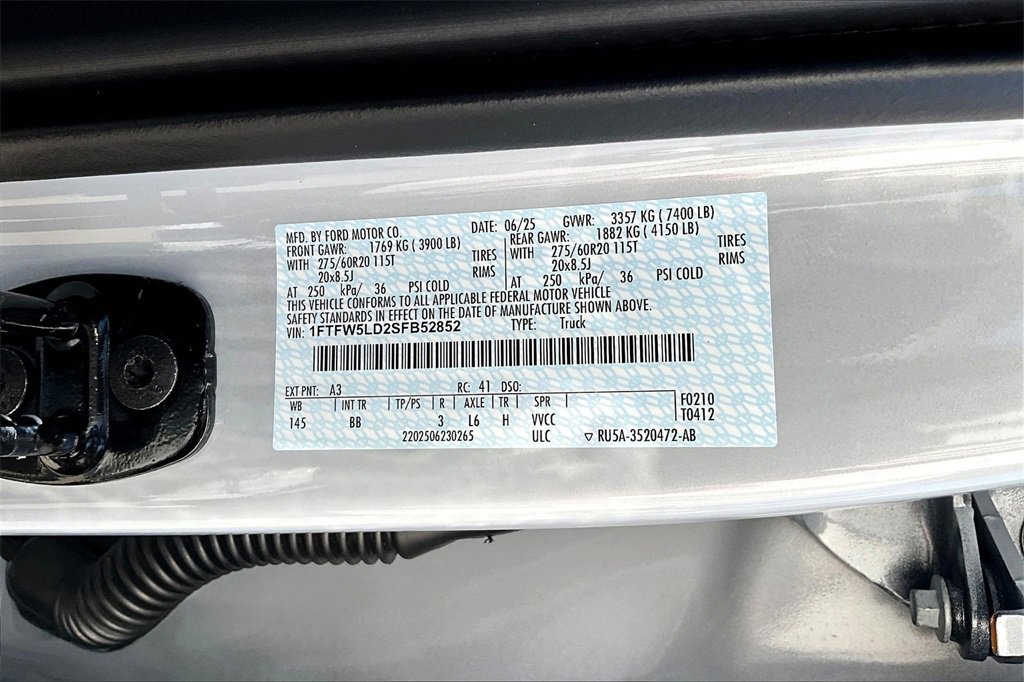 MFD. BY FORD MOTOR CO. DATE: 06/25 GVWR: 3357 KG ( 7400 LB)
FRONT GAWR: 1769 KG ( 3900 LB) REAR GAWR: 1882 KG ( 4150 LB)
WITH 275/60R20 115T TIRES WITH 275/60R20 115T TIRES
20x8.5J RIMS 20x8.5J RIMS
AT 250 kPa/ 36 PSI COLD AT 250 kPa/ 36 PSI COLD
THIS VEHICLE CONFORMS TO ALL APPLICABLE FEDERAL MOTOR VEHICLE
SAFETY STANDARDS IN EFFECT ON THE DATE OF MANUFACTURE SHOWN ABOVE.
VIN: 1FTFW5LD2SFB52852 TYPE: Truck
EXT PNT: A3 RC: 41 DSO:
WB INT TR TP/PS R AXLE TR SPR F0210
145 BB 3 L6 H VVCC T0412
2202506230265 ULC ▽ RU5A-3520472-AB